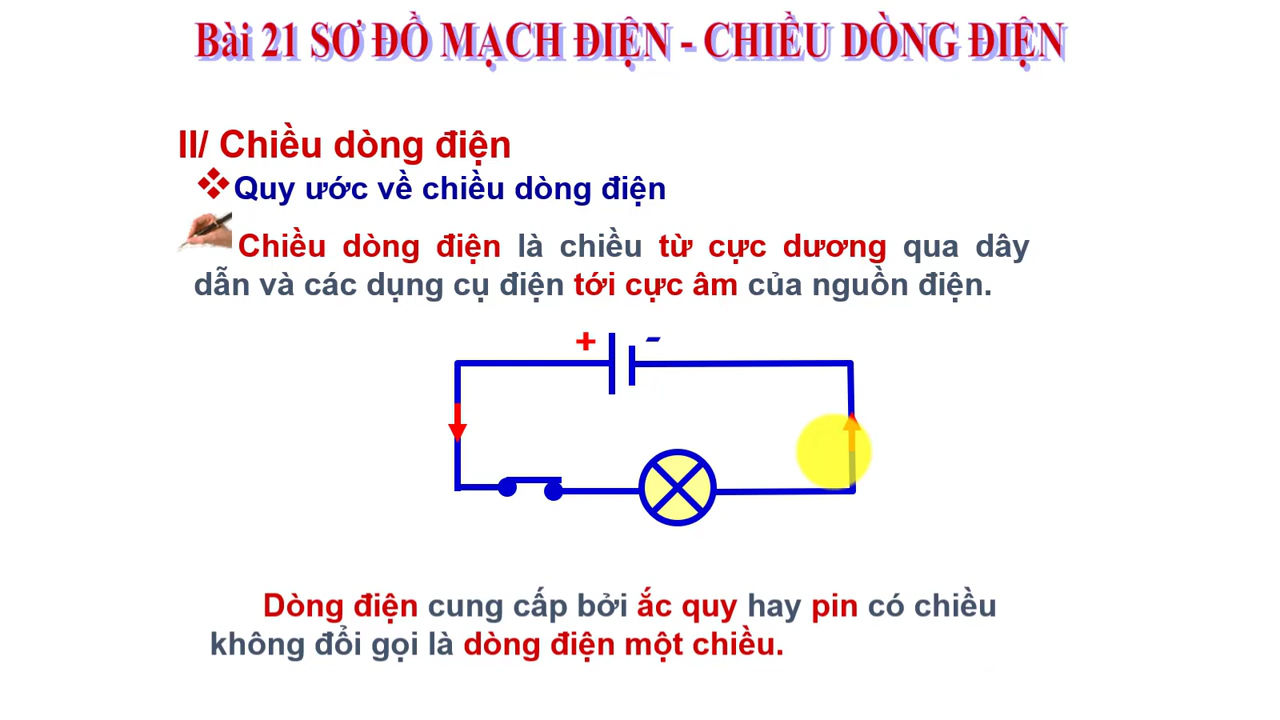 Bài 21 SƠ ĐỒ MẠCH ĐIỆN - CHIỀU DÒNG ĐIỆN
II/ Chiều dòng điện
Quy ước về chiều dòng điện
Chiều dòng điện là chiều từ cực dương qua dây
dẫn và các dụng cụ điện tới cực âm của nguồn điện.
+ -
Dòng điện cung cấp bởi ắc quy hay pin có chiều
không đổi gọi là dòng điện một chiều.